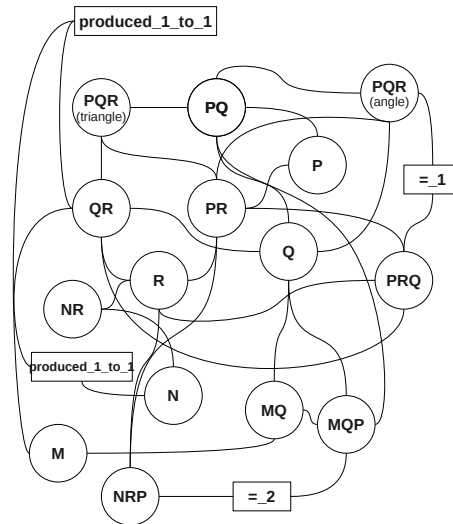 produced_1_to_1
PQR
(triangle)
PQ
PQR
(angle)
P
=_1
QR
PR
Q
R
PRQ
NR
produced_1_to_1
N
MQ
MQP
M
NRP
=_2